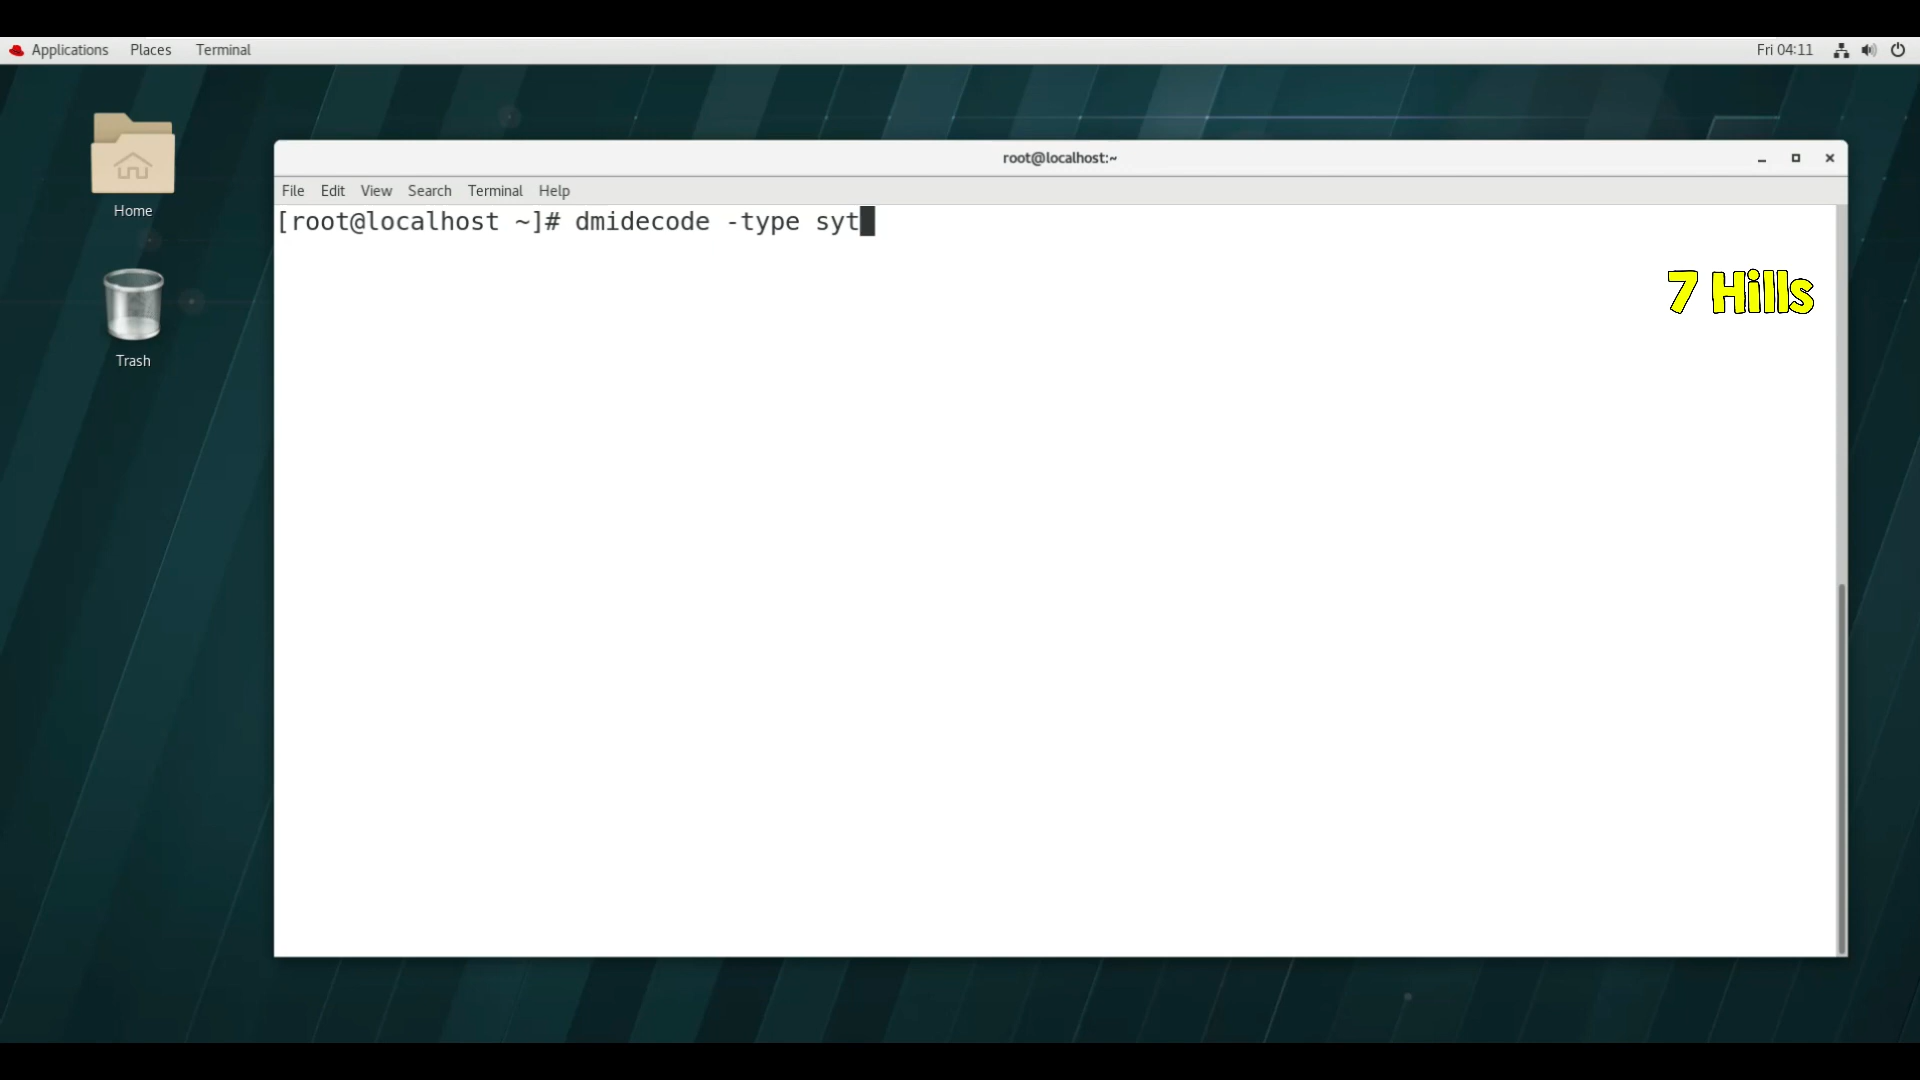 Applications Places Terminal Fri 04:11
Home
Trash
root@localhost:~
File Edit View Search Terminal Help
[root@localhost ~]# dmidecode -type syt
7 Hills